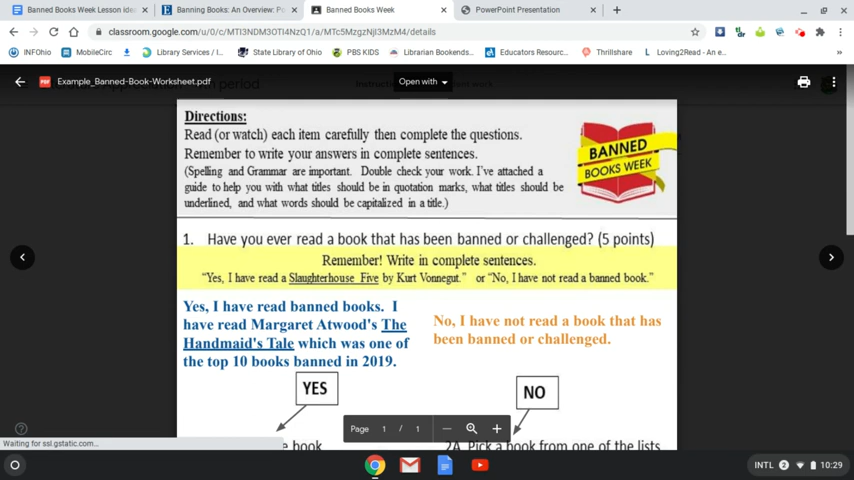 Banned Books Week Lesson idea
Banning Books: An Overview: Po
Banned Books Week
PowerPoint Presentation
classroom.google.com/u/0/c/MTI3NDM3OTI4NzQ1/a/MTc5MzgzNjI3MzM4/details
INFOhio
MobileCirc
Library Services / I...
State Library of Ohio
PBS KIDS
Librarian Bookends...
Educators Resourc...
Thrillshare
Loving2Read - An e...
PDF
Example_Banned-Book-Worksheet.pdf
Open with
Directions:
Read (or watch) each item carefully then complete the questions.
Remember to write your answers in complete sentences.
(Spelling and Grammar are important. Double check your work. I've attached a
guide to help you with what titles should be in quotation marks, what titles should be
underlined, and what words should be capitalized in a title.)
BANNED
BOOKS WEEK
1. Have you ever read a book that has been banned or challenged? (5 points)
Remember! Write in complete sentences.
"Yes, I have read a Slaughterhouse Five by Kurt Vonnegut." or "No, I have not read a banned book."
Yes, I have read banned books. I
have read Margaret Atwood's The
Handmaid's Tale which was one of
the top 10 books banned in 2019.
No, I have not read a book that has
been banned or challenged.
YES
NO
Page 1 / 1
e book
2A. Pick a book from one of the lists
Waiting for ssl.gstatic.com...
INTL
2
10:29